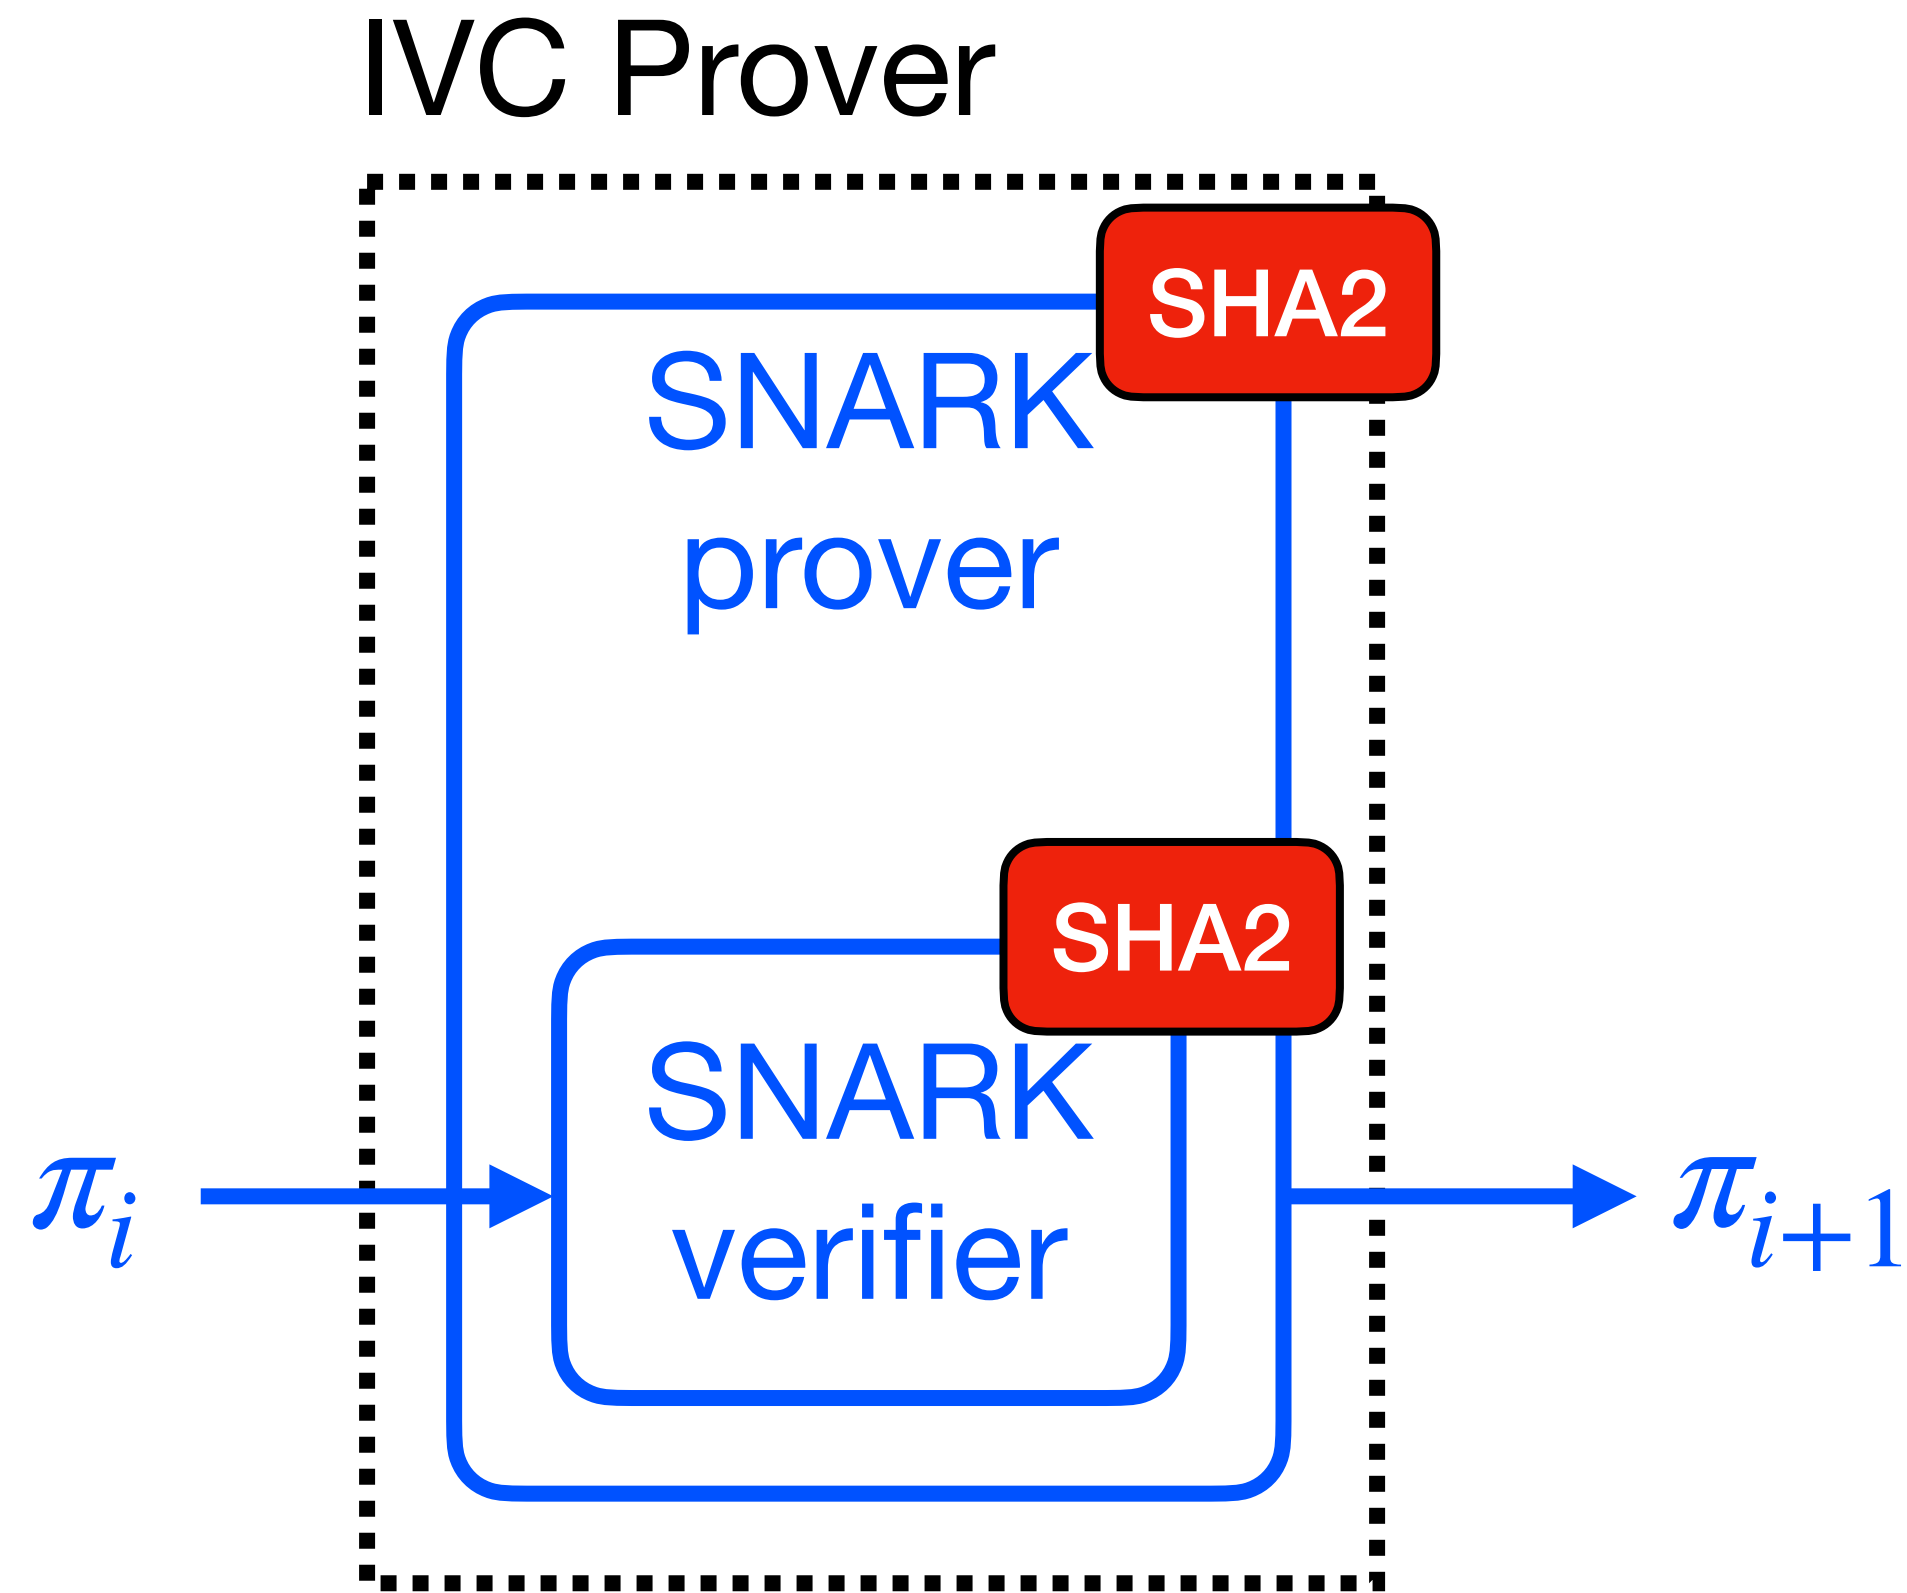 IVC Prover
SHA2
SNARK
prover
SHA2
SNARK
verifier
π_i
π_{i+1}